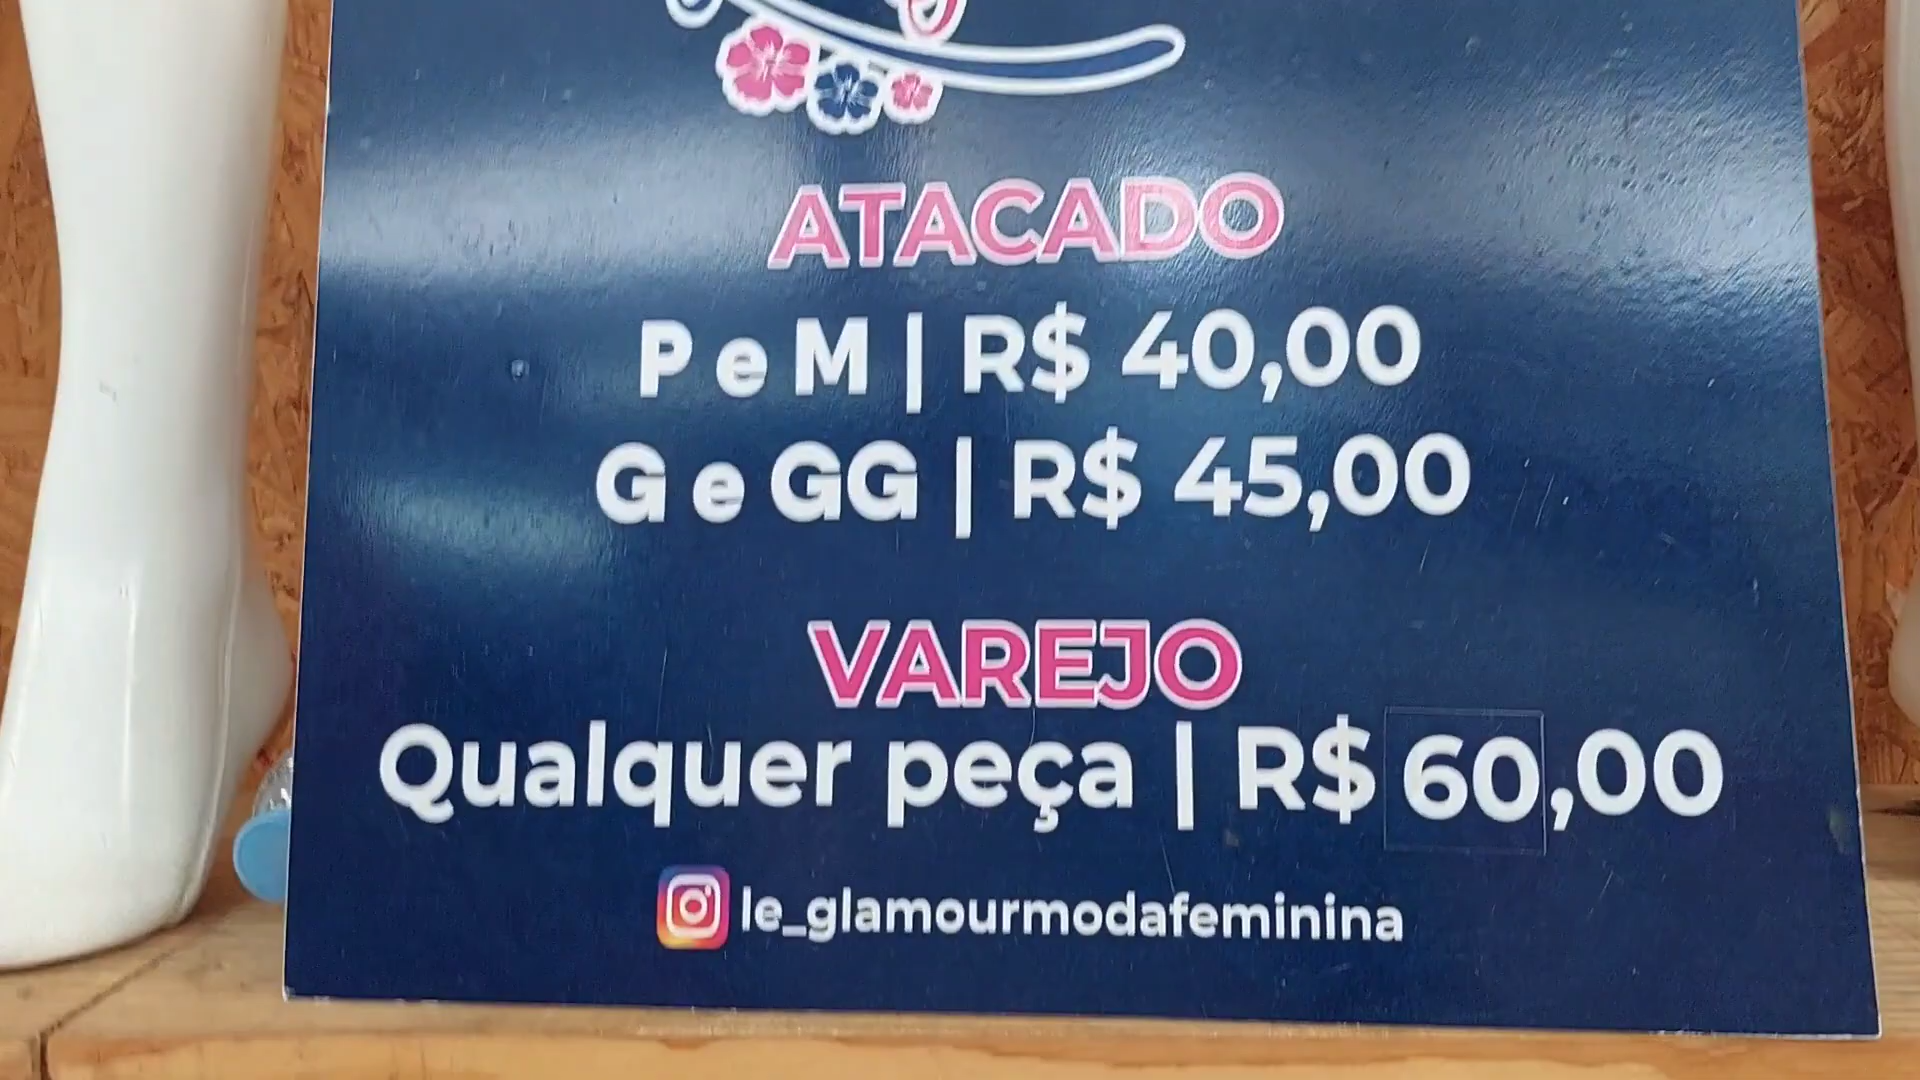 ATACADO
P e M | R$ 40,00
G e GG | R$ 45,00
VAREJO
Qualquer peça | R$ 60,00
le_glamourmodafeminina